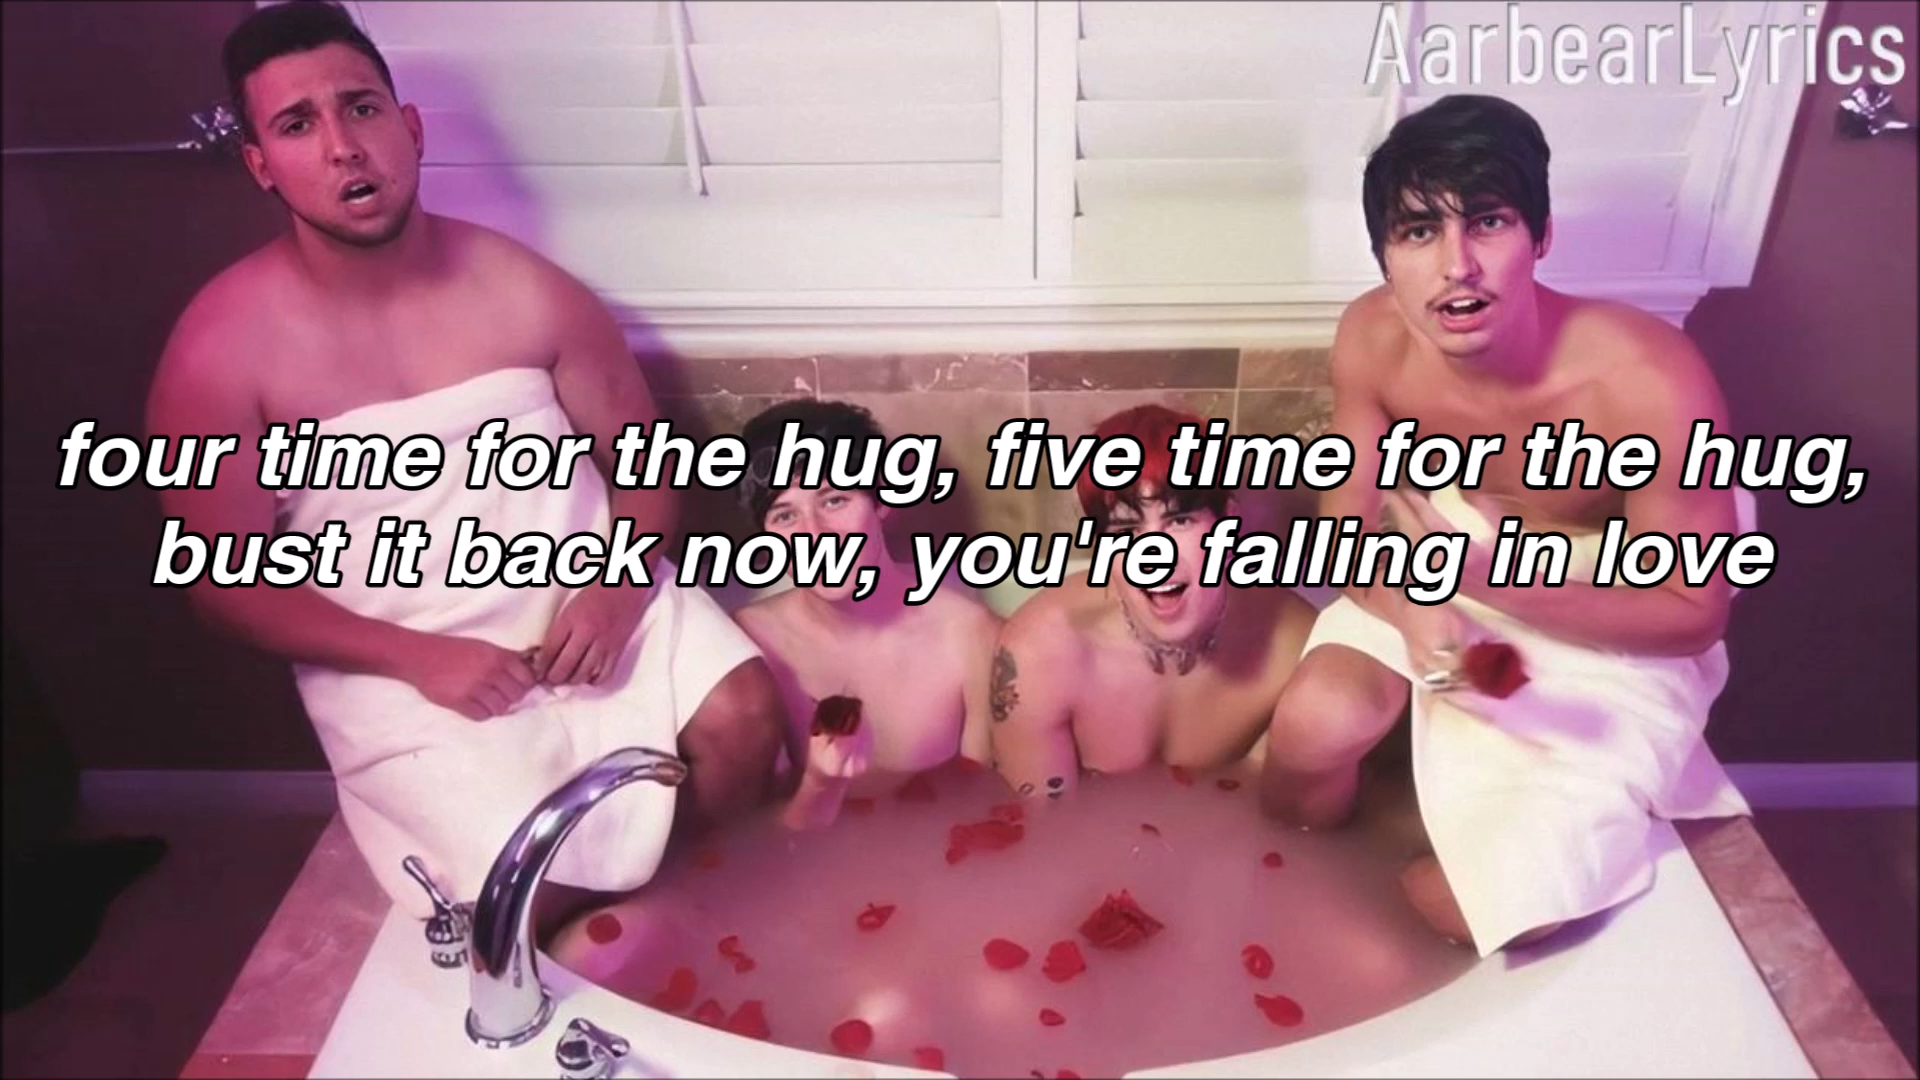 AarbearLyrics
four time for the hug, five time for the hug,
bust it back now, you're falling in love